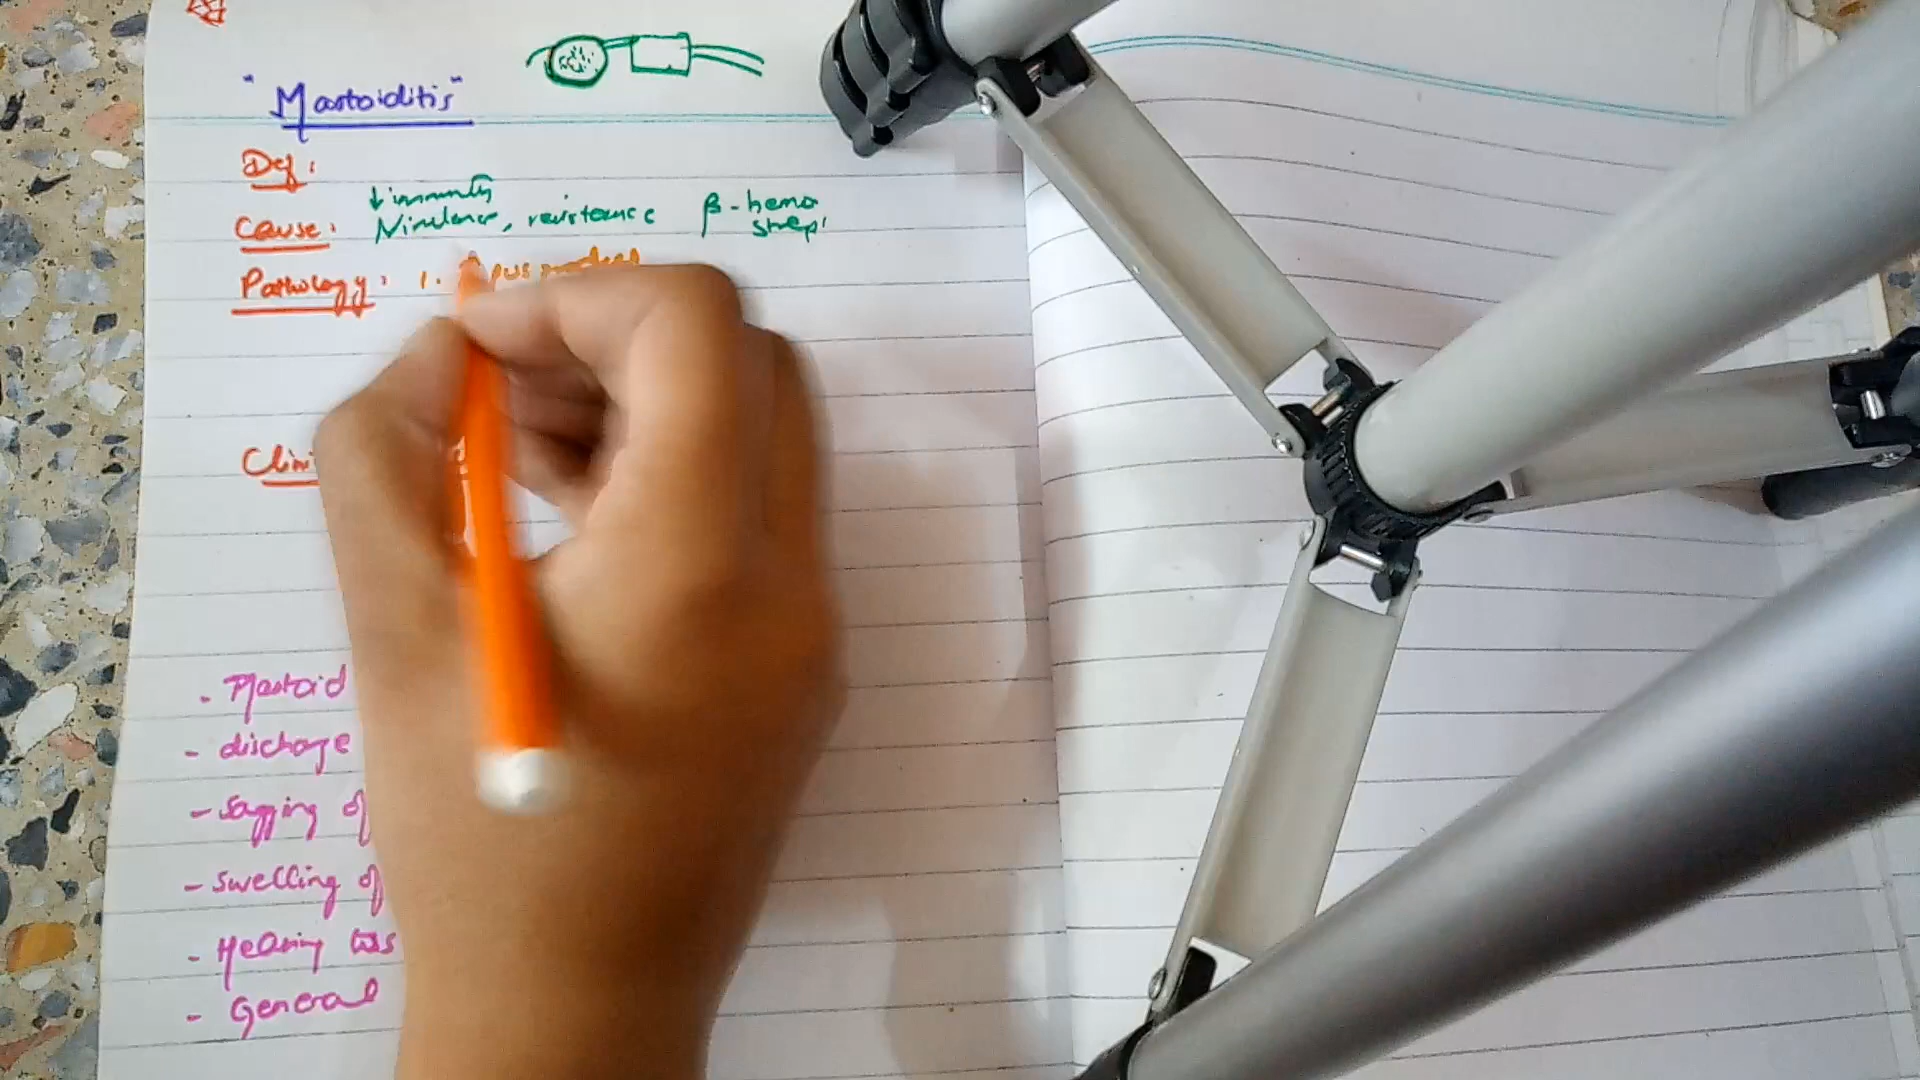 "Mastoiditis"
Def:
↓immunity
Cause: Virulence, resistance β-hemo
strep'
Pathology: 1. pus
Clini
- Mastoid
- discharge
- Sagging of
- Swelling of
- Hearing
- General